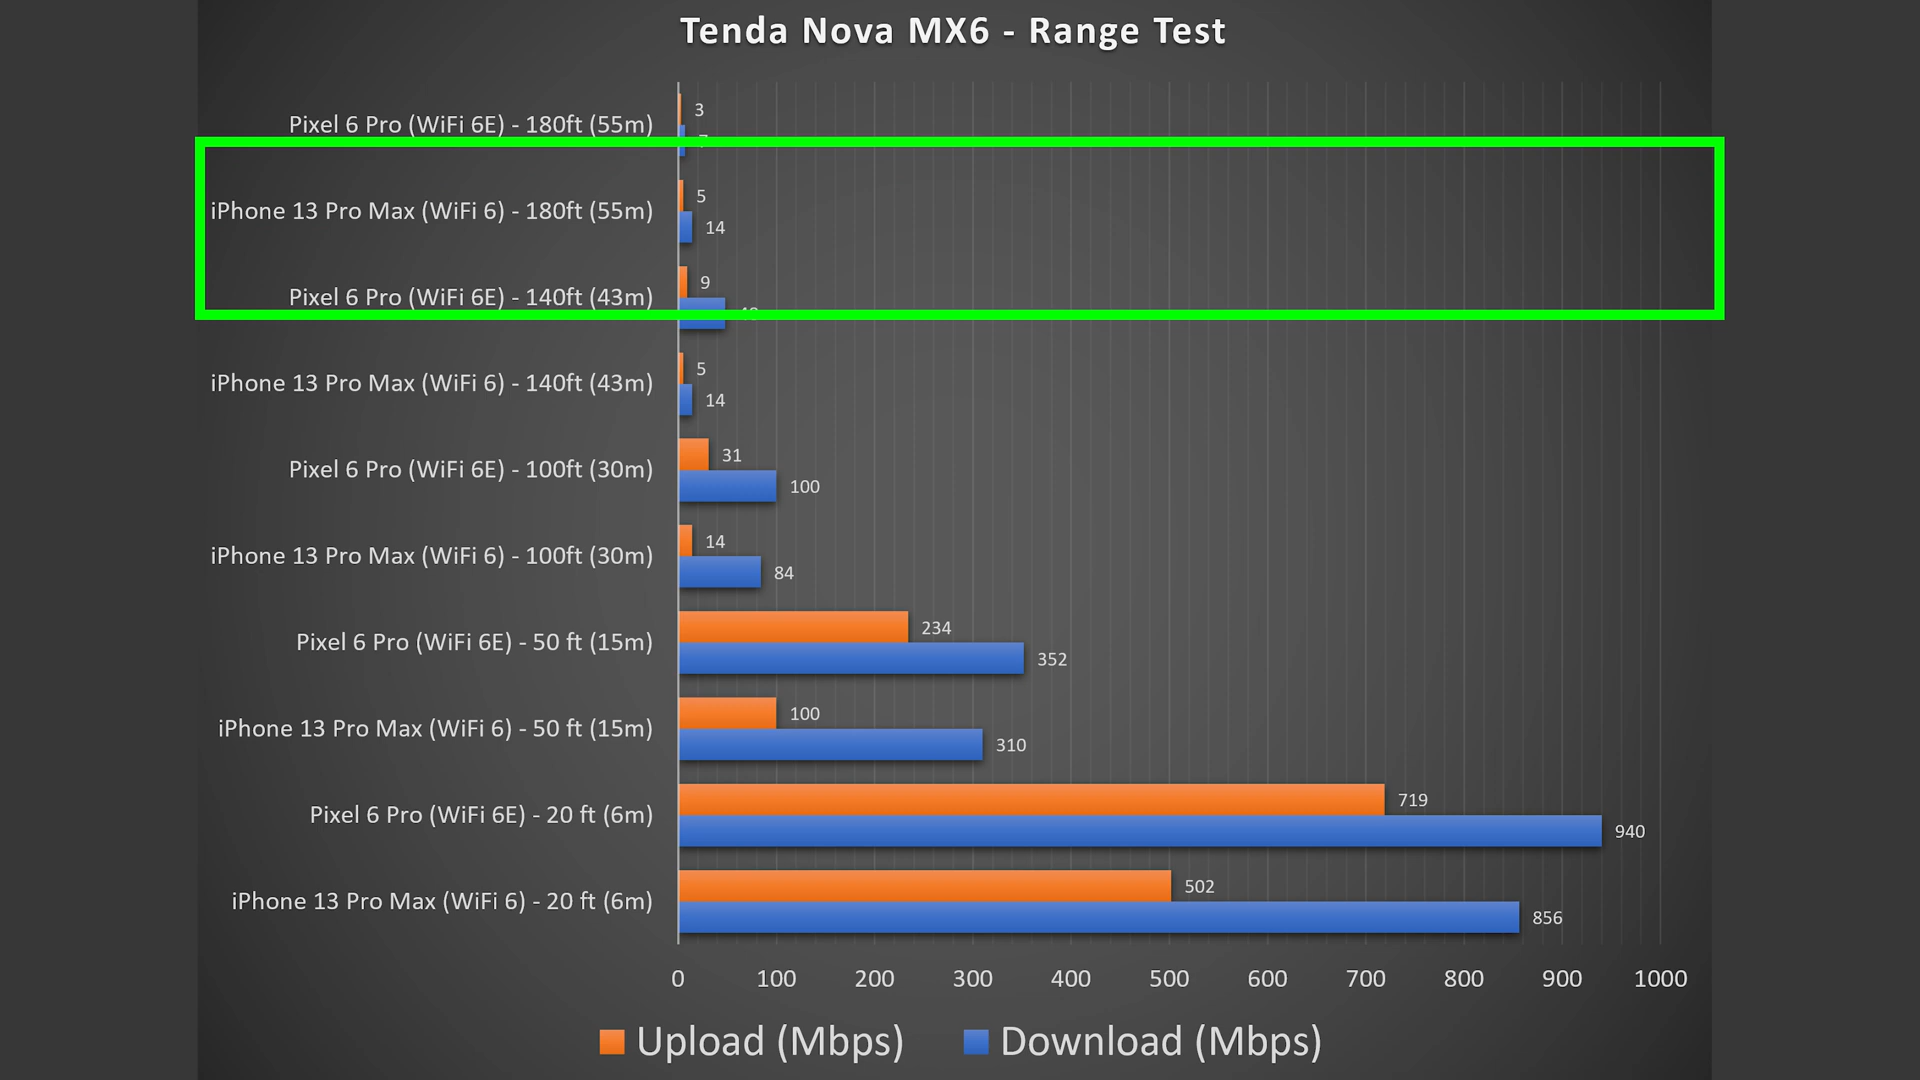 Tenda Nova MX6 - Range Test
Pixel 6 Pro (WiFi 6E) - 180ft (55m)
3
iPhone 13 Pro Max (WiFi 6) - 180ft (55m)
5
14
Pixel 6 Pro (WiFi 6E) - 140ft (43m)
9
iPhone 13 Pro Max (WiFi 6) - 140ft (43m)
5
14
Pixel 6 Pro (WiFi 6E) - 100ft (30m)
31
100
iPhone 13 Pro Max (WiFi 6) - 100ft (30m)
14
84
Pixel 6 Pro (WiFi 6E) - 50 ft (15m)
234
352
iPhone 13 Pro Max (WiFi 6) - 50 ft (15m)
100
310
Pixel 6 Pro (WiFi 6E) - 20 ft (6m)
719
940
iPhone 13 Pro Max (WiFi 6) - 20 ft (6m)
502
856
0 100 200 300 400 500 600 700 800 900 1000
Upload (Mbps) Download (Mbps)